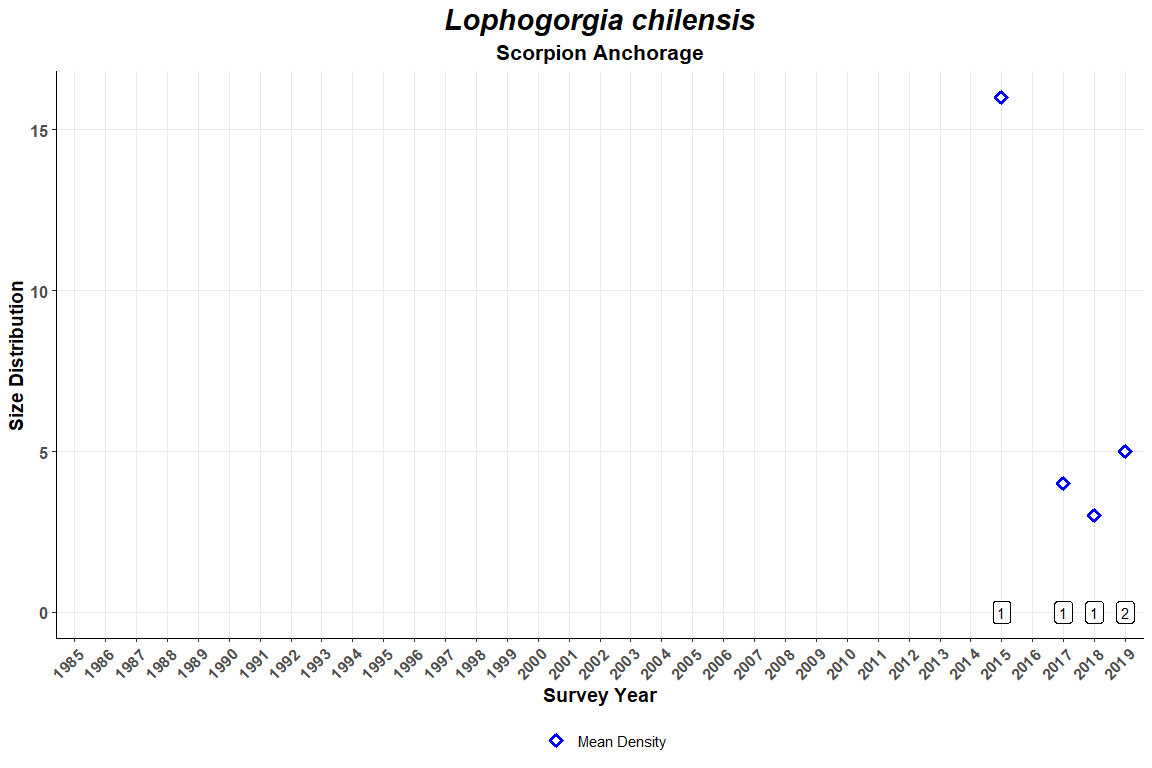 Lophogorgia chilensis
Scorpion Anchorage
Size Distribution
15
10
5
0
1 1 1 2
1985 1986 1987 1988 1989 1990 1991 1992 1993 1994 1995 1996 1997 1998 1999 2000 2001 2002 2003 2004 2005 2006 2007 2008 2009 2010 2011 2012 2013 2014 2015 2016 2017 2018 2019
Survey Year
Mean Density